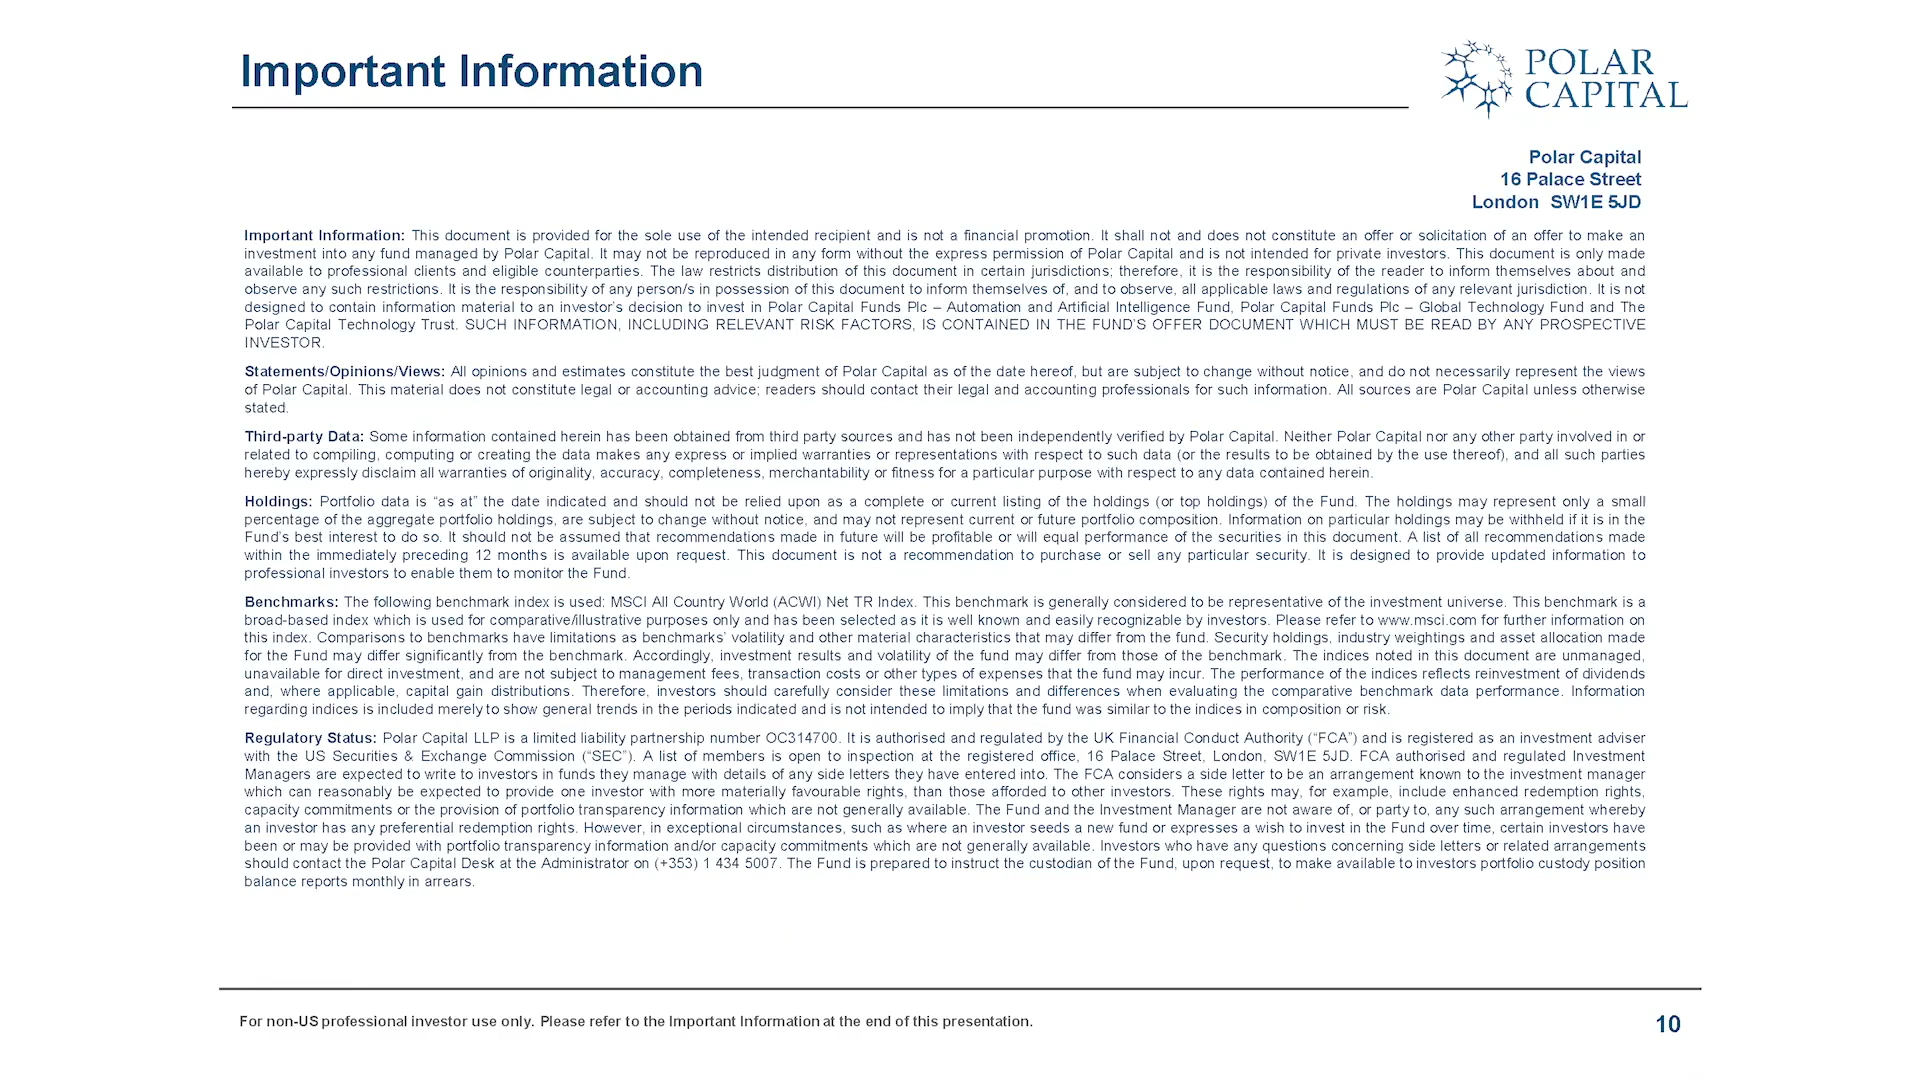 Important Information
POLAR
CAPITAL
Polar Capital
16 Palace Street
London SW1E 5JD
Important Information: This document is provided for the sole use of the intended recipient and is not a financial promotion. It shall not and does not constitute an offer or solicitation of an offer to make an
investment into any fund managed by Polar Capital. It may not be reproduced in any form without the express permission of Polar Capital and is not intended for private investors. This document is only made
available to professional clients and eligible counterparties. The law restricts distribution of this document in certain jurisdictions; therefore, it is the responsibility of the reader to inform themselves about and
observe any such restrictions. It is the responsibility of any person/s in possession of this document to inform themselves of, and to observe, all applicable laws and regulations of any relevant jurisdiction. It is not
designed to contain information material to an investor's decision to invest in Polar Capital Funds Plc – Automation and Artificial Intelligence Fund, Polar Capital Funds Plc – Global Technology Fund and The
Polar Capital Technology Trust. SUCH INFORMATION, INCLUDING RELEVANT RISK FACTORS, IS CONTAINED IN THE FUND'S OFFER DOCUMENT WHICH MUST BE READ BY ANY PROSPECTIVE
INVESTOR.
Statements/Opinions/Views: All opinions and estimates constitute the best judgment of Polar Capital as of the date hereof, but are subject to change without notice, and do not necessarily represent the views
of Polar Capital. This material does not constitute legal or accounting advice; readers should contact their legal and accounting professionals for such information. All sources are Polar Capital unless otherwise
stated.
Third-party Data: Some information contained herein has been obtained from third party sources and has not been independently verified by Polar Capital. Neither Polar Capital nor any other party involved in or
related to compiling, computing or creating the data makes any express or implied warranties or representations with respect to such data (or the results to be obtained by the use thereof), and all such parties
hereby expressly disclaim all warranties of originality, accuracy, completeness, merchantability or fitness for a particular purpose with respect to any data contained herein.
Holdings: Portfolio data is “as at” the date indicated and should not be relied upon as a complete or current listing of the holdings (or top holdings) of the Fund. The holdings may represent only a small
percentage of the aggregate portfolio holdings, are subject to change without notice, and may not represent current or future portfolio composition. Information on particular holdings may be withheld if it is in the
Fund's best interest to do so. It should not be assumed that recommendations made in future will be profitable or will equal performance of the securities in this document. A list of all recommendations made
within the immediately preceding 12 months is available upon request. This document is not a recommendation to purchase or sell any particular security. It is designed to provide updated information to
professional investors to enable them to monitor the Fund.
Benchmarks: The following benchmark index is used: MSCI All Country World (ACWI) Net TR Index. This benchmark is generally considered to be representative of the investment universe. This benchmark is a
broad-based index which is used for comparative/illustrative purposes only and has been selected as it is well known and easily recognizable by investors. Please refer to www.msci.com for further information on
this index. Comparisons to benchmarks have limitations as benchmarks' volatility and other material characteristics that may differ from the fund. Security holdings, industry weightings and asset allocation made
for the Fund may differ significantly from the benchmark. Accordingly, investment results and volatility of the fund may differ from those of the benchmark. The indices noted in this document are unmanaged,
unavailable for direct investment, and are not subject to management fees, transaction costs or other types of expenses that the fund may incur. The performance of the indices reflects reinvestment of dividends
and, where applicable, capital gain distributions. Therefore, investors should carefully consider these limitations and differences when evaluating the comparative benchmark data performance. Information
regarding indices is included merely to show general trends in the periods indicated and is not intended to imply that the fund was similar to the indices in composition or risk.
Regulatory Status: Polar Capital LLP is a limited liability partnership number OC314700. It is authorised and regulated by the UK Financial Conduct Authority (“FCA”) and is registered as an investment adviser
with the US Securities & Exchange Commission (“SEC”). A list of members is open to inspection at the registered office, 16 Palace Street, London, SW1E 5JD. FCA authorised and regulated Investment
Managers are expected to write to investors in funds they manage with details of any side letters they have entered into. The FCA considers a side letter to be an arrangement known to the investment manager
which can reasonably be expected to provide one investor with more materially favourable rights, than those afforded to other investors. These rights may, for example, include enhanced redemption rights,
capacity commitments or the provision of portfolio transparency information which are not generally available. The Fund and the Investment Manager are not aware of, or party to, any such arrangement whereby
an investor has any preferential redemption rights. However, in exceptional circumstances, such as where an investor seeds a new fund or expresses a wish to invest in the Fund over time, certain investors have
been or may be provided with portfolio transparency information and/or capacity commitments which are not generally available. Investors who have any questions concerning side letters or related arrangements
should contact the Polar Capital Desk at the Administrator on (+353) 1 434 5007. The Fund is prepared to instruct the custodian of the Fund, upon request, to make available to investors portfolio custody position
balance reports monthly in arrears.
For non-US professional investor use only. Please refer to the Important Information at the end of this presentation.
10